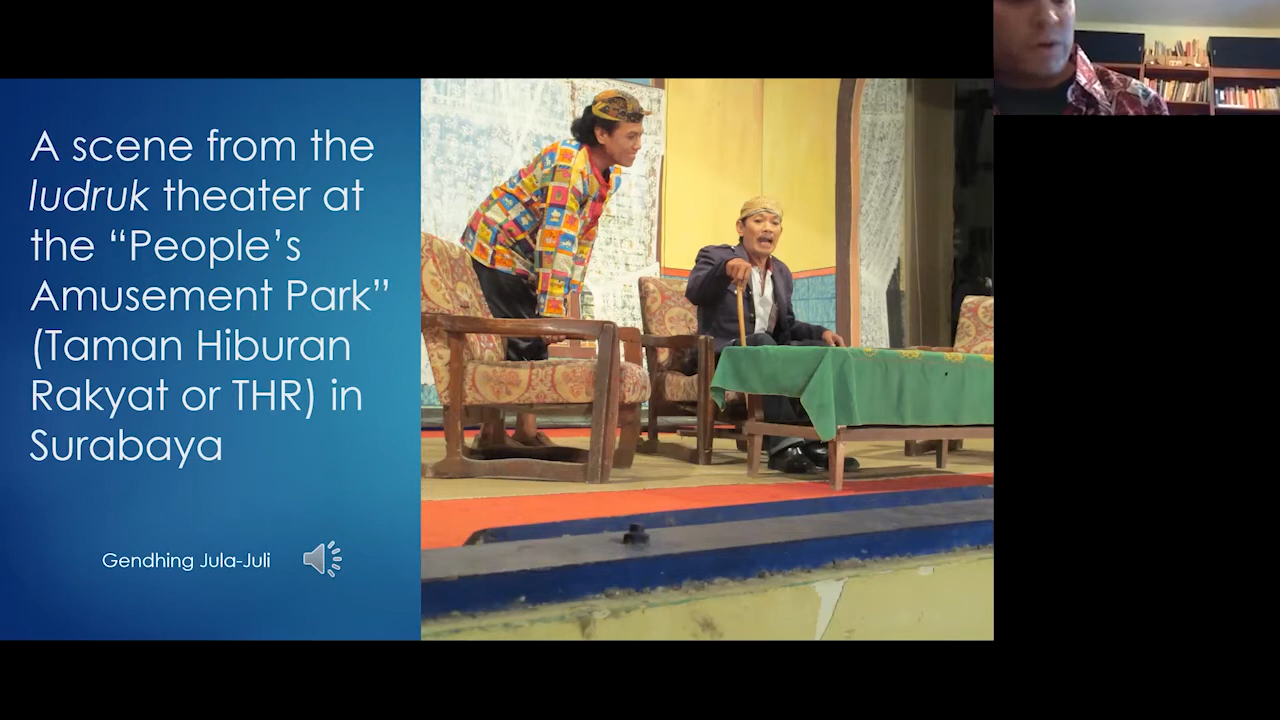 A scene from the
ludruk theater at
the “People’s
Amusement Park”
(Taman Hiburan
Rakyat or THR) in
Surabaya
Gendhing Jula-Juli